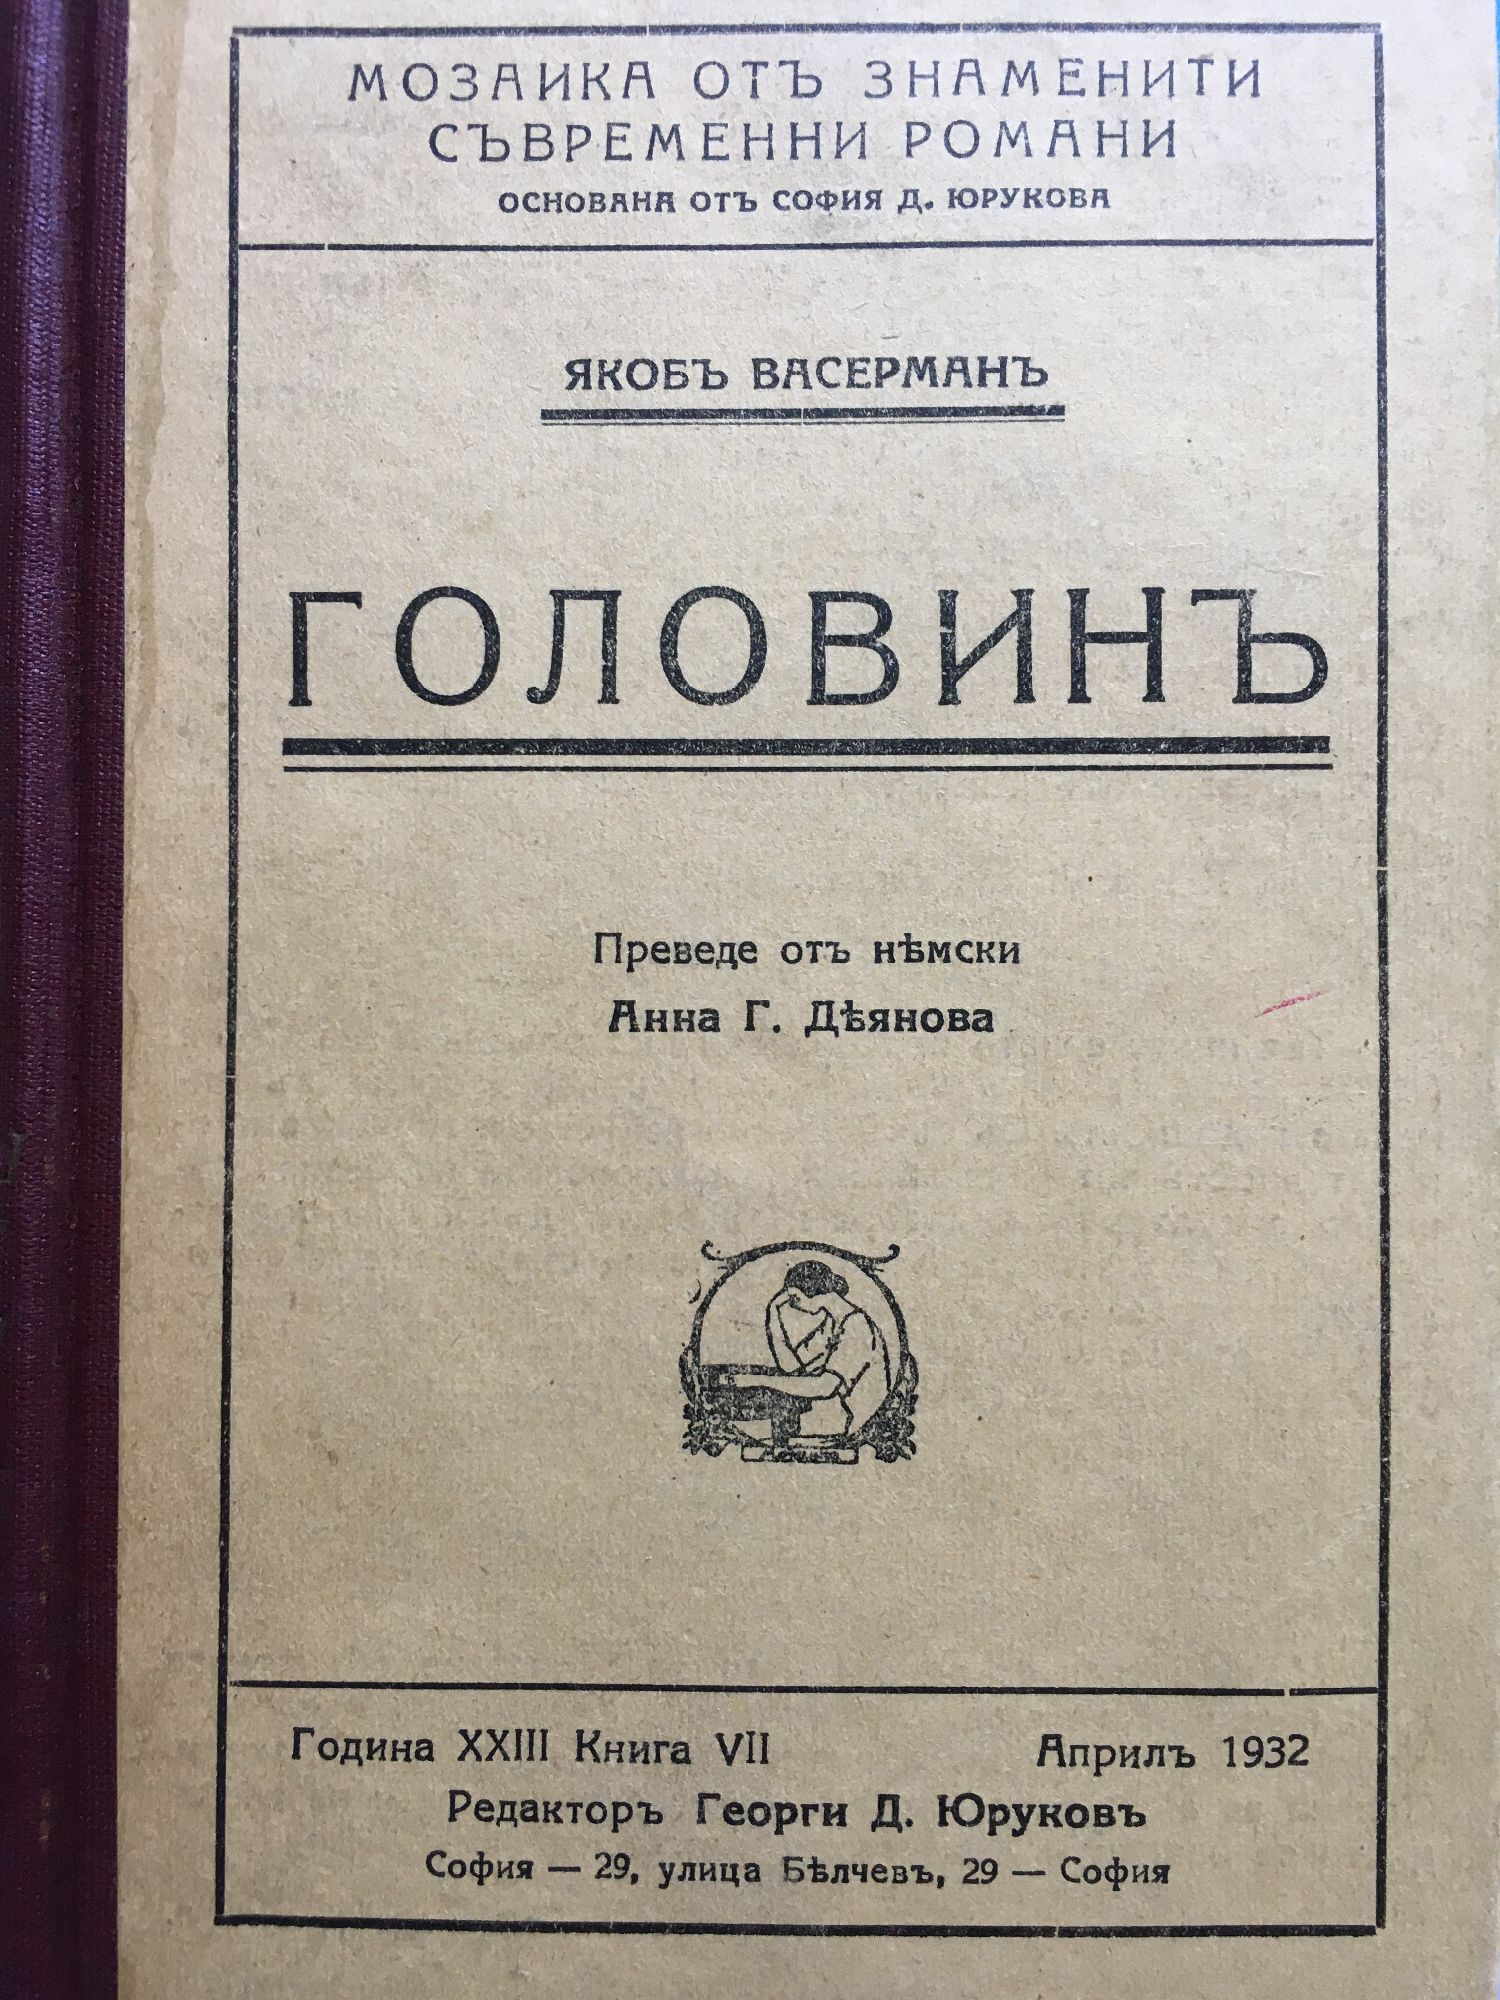 МОЗАИКА ОТЪ ЗНАМЕНИТИ
СЪВРЕМЕННИ РОМАНИ
ОСНОВАНА ОТЪ СОФИЯ Д. ЮРУКОВА
ЯКОБЪ ВАСЕРМАНЪ
ГОЛОВИНЪ
Преведе отъ нѣмски
Анна Г. Дѣянова
Година XXIII Книга VII Априлъ 1932
Редакторъ Георги Д. Юруковъ
София — 29, улица Бѣлчевъ, 29 — София